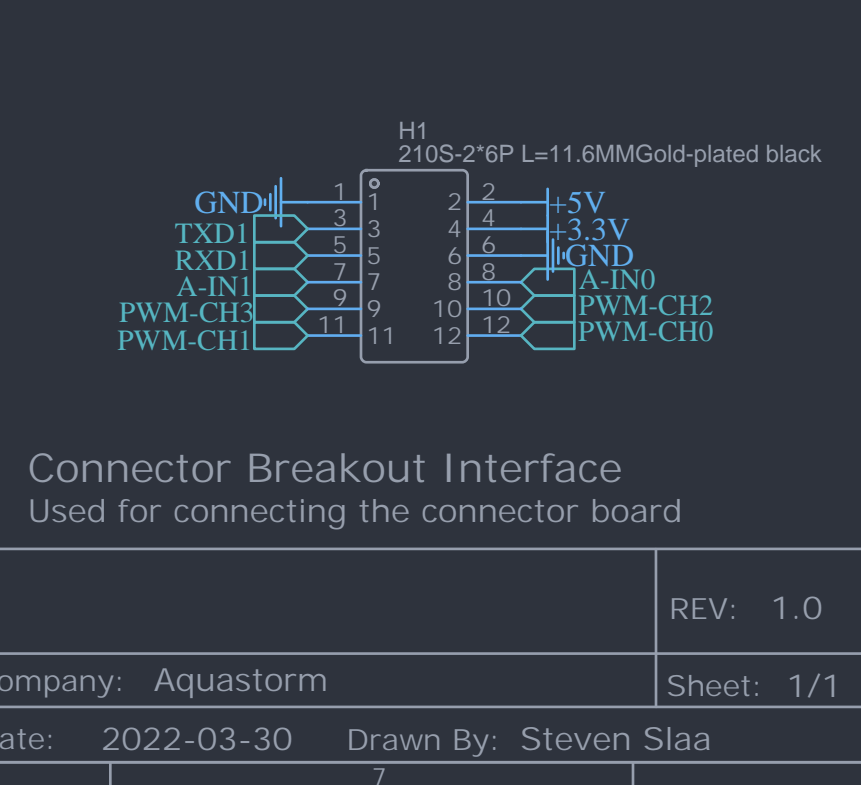 H1
210S-2*6P L=11.6MMGold-plated black
GND 1 1 2 2 +5V
TXD1 3 3 4 4 +3.3V
RXD1 5 5 6 6 GND
A-IN1 7 7 8 8 A-IN0
PWM-CH3 9 9 10 10 PWM-CH2
PWM-CH1 11 11 12 12 PWM-CH0
Connector Breakout Interface
Used for connecting the connector board
REV: 1.0
ompany: Aquastorm
Sheet: 1/1
ate: 2022-03-30 Drawn By: Steven Slaa
7